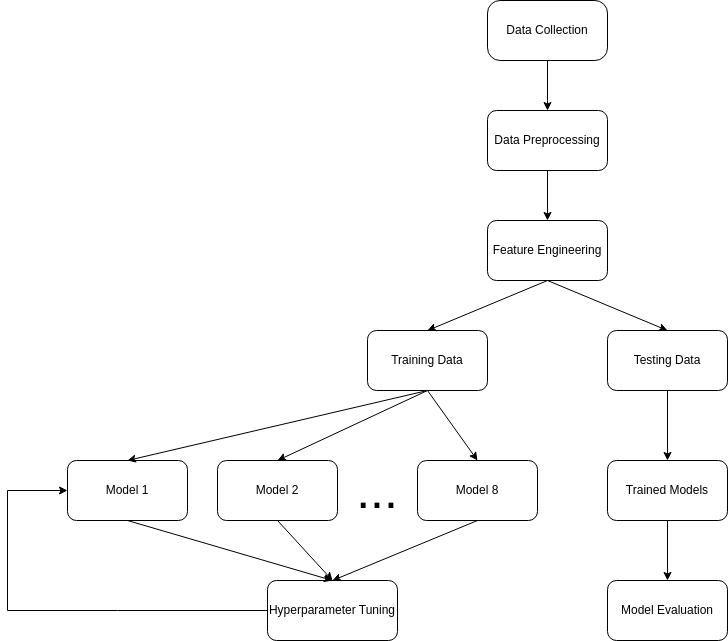 Data Collection
Data Preprocessing
Feature Engineering
Training Data
Testing Data
Model 1
Model 2
...
Model 8
Trained Models
Hyperparameter Tuning
Model Evaluation